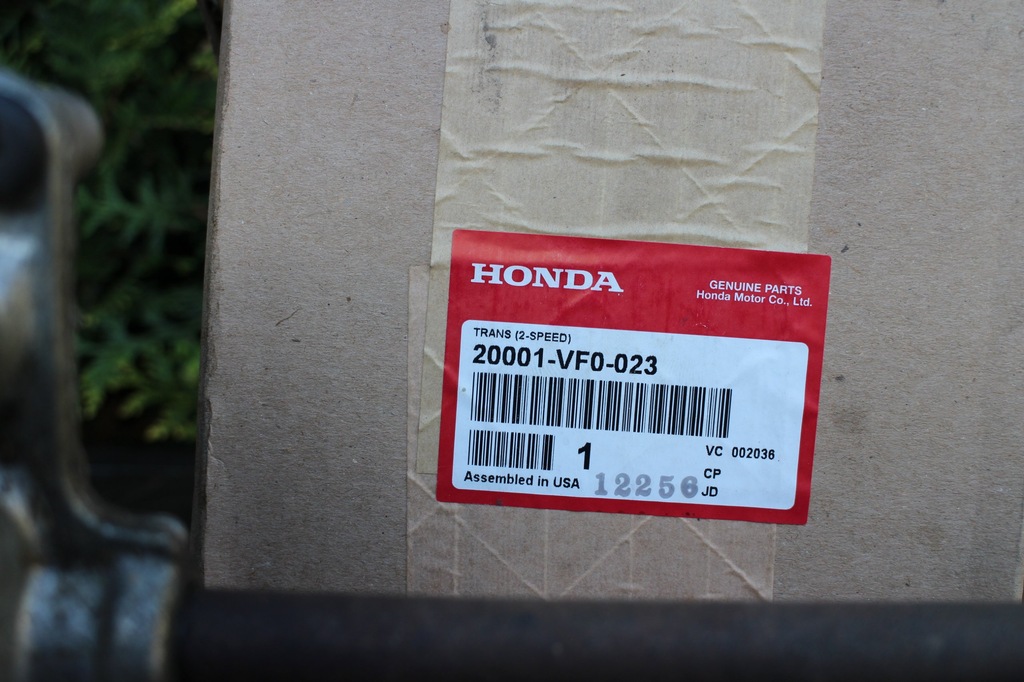 HONDA
GENUINE PARTS
Honda Motor Co., Ltd.
TRANS (2-SPEED)
20001-VF0-023
1
VC 002036
CP
Assembled in USA 12256 JD